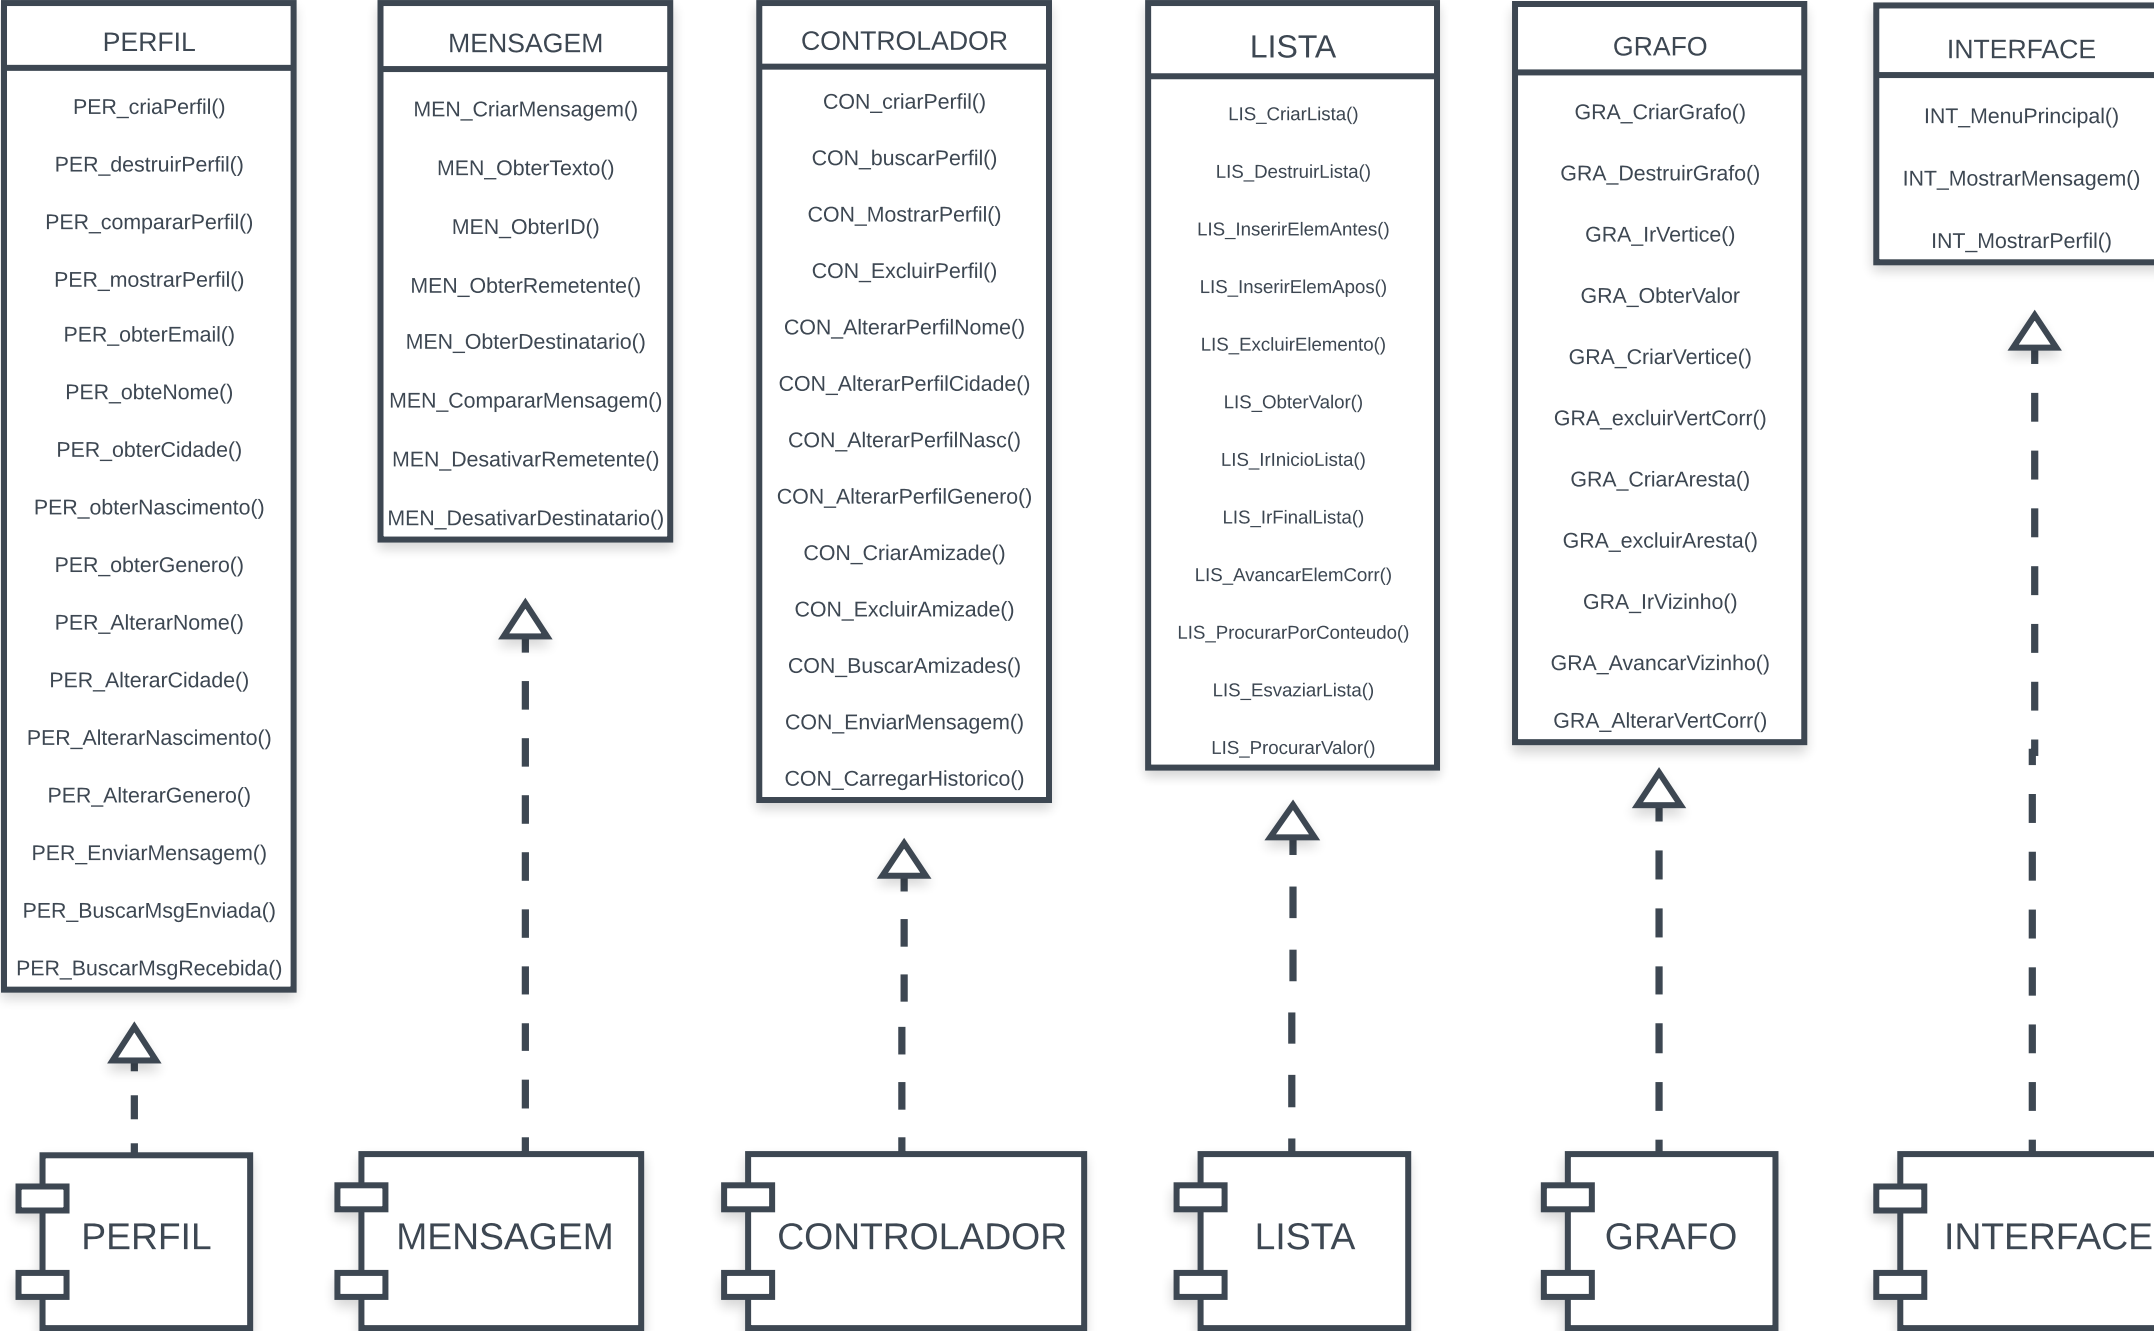 PERFIL
PER_criaPerfil()
PER_destruirPerfil()
PER_compararPerfil()
PER_mostrarPerfil()
PER_obterEmail()
PER_obteNome()
PER_obterCidade()
PER_obterNascimento()
PER_obterGenero()
PER_AlterarNome()
PER_AlterarCidade()
PER_AlterarNascimento()
PER_AlterarGenero()
PER_EnviarMensagem()
PER_BuscarMsgEnviada()
PER_BuscarMsgRecebida()
MENSAGEM
MEN_CriarMensagem()
MEN_ObterTexto()
MEN_ObterID()
MEN_ObterRemetente()
MEN_ObterDestinatario()
MEN_CompararMensagem()
MEN_DesativarRemetente()
MEN_DesativarDestinatario()
CONTROLADOR
CON_criarPerfil()
CON_buscarPerfil()
CON_MostrarPerfil()
CON_ExcluirPerfil()
CON_AlterarPerfilNome()
CON_AlterarPerfilCidade()
CON_AlterarPerfilNasc()
CON_AlterarPerfilGenero()
CON_CriarAmizade()
CON_ExcluirAmizade()
CON_BuscarAmizades()
CON_EnviarMensagem()
CON_CarregarHistorico()
LISTA
LIS_CriarLista()
LIS_DestruirLista()
LIS_InserirElemAntes()
LIS_InserirElemApos()
LIS_ExcluirElemento()
LIS_ObterValor()
LIS_IrInicioLista()
LIS_IrFinalLista()
LIS_AvancarElemCorr()
LIS_ProcurarPorConteudo()
LIS_EsvaziarLista()
LIS_ProcurarValor()
GRAFO
GRA_CriarGrafo()
GRA_DestruirGrafo()
GRA_IrVertice()
GRA_ObterValor
GRA_CriarVertice()
GRA_excluirVertCorr()
GRA_CriarAresta()
GRA_excluirAresta()
GRA_IrVizinho()
GRA_AvancarVizinho()
GRA_AlterarVertCorr()
INTERFACE
INT_MenuPrincipal()
INT_MostrarMensagem()
INT_MostrarPerfil()
PERFIL
MENSAGEM
CONTROLADOR
LISTA
GRAFO
INTERFACE